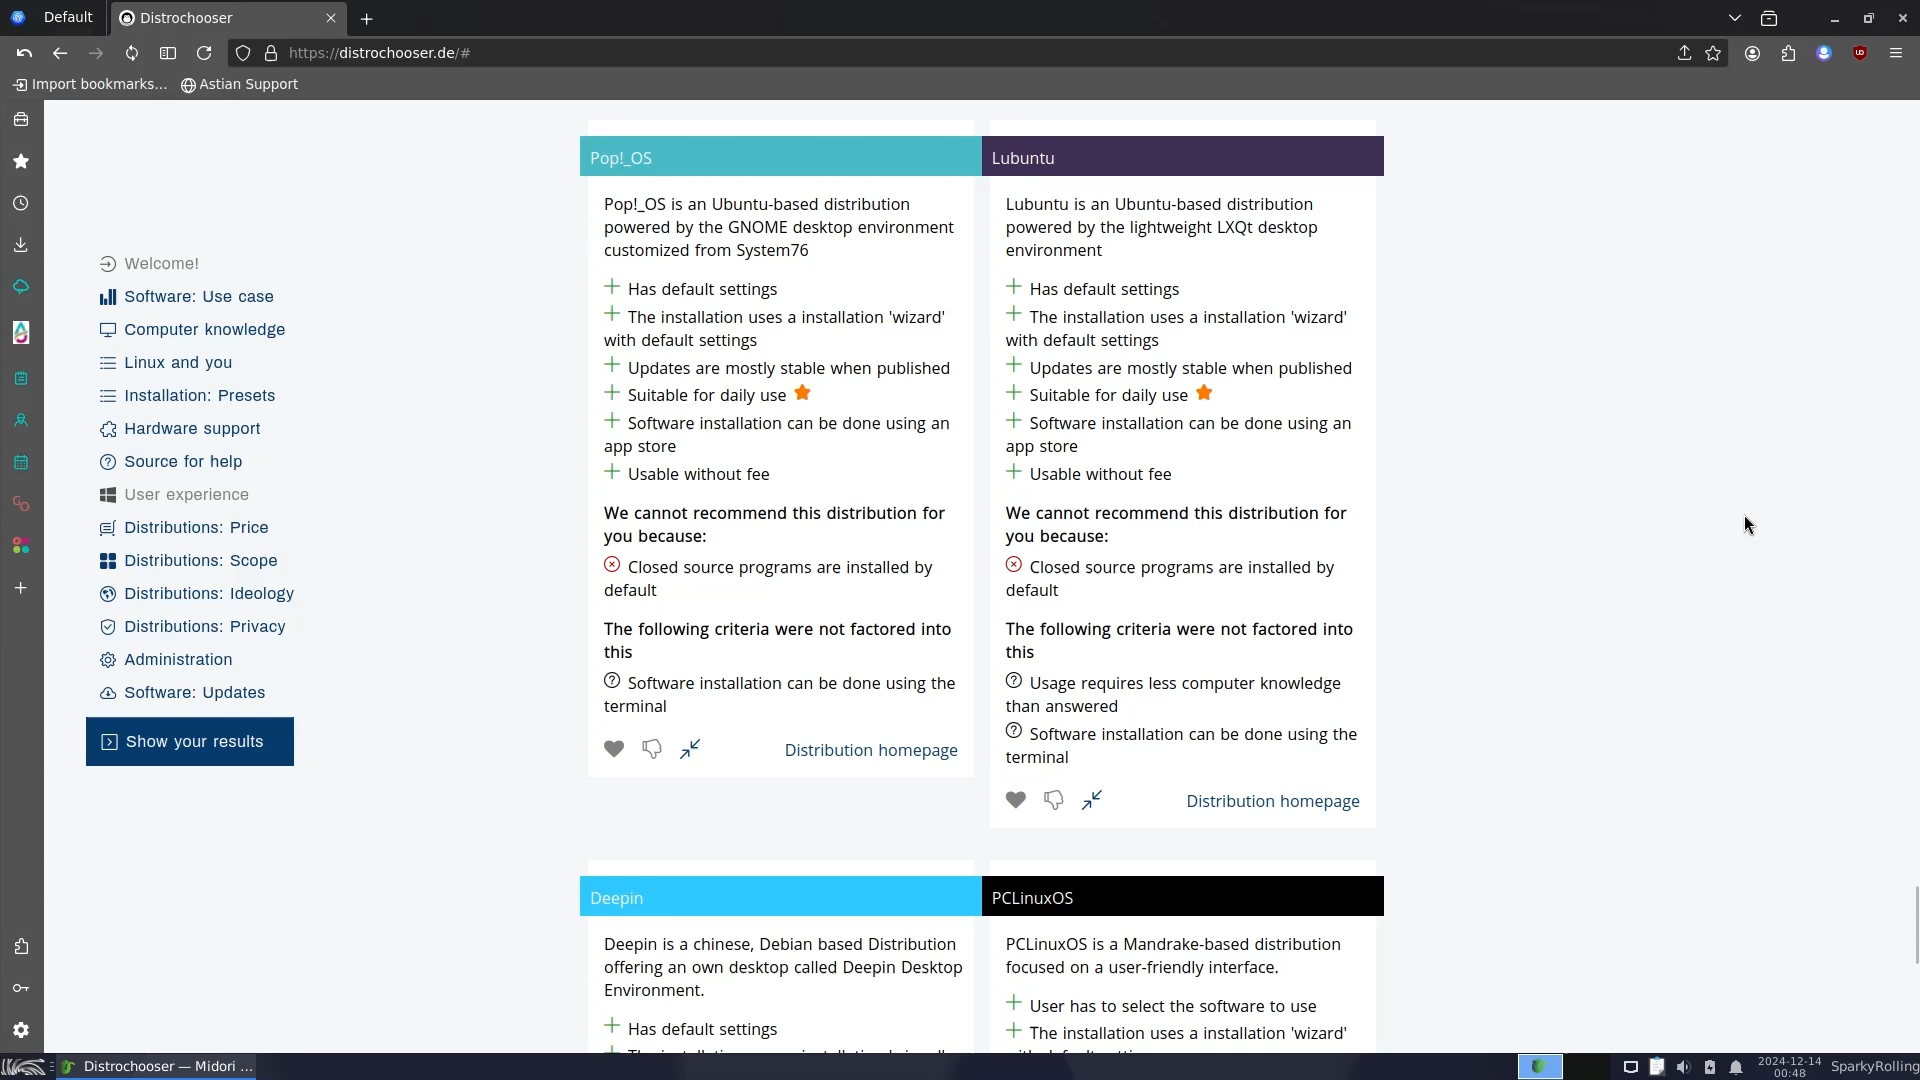 Default
Distrochooser
https://distrochooser.de/#
Import bookmarks...
Astian Support
Welcome!
Software: Use case
Computer knowledge
Linux and you
Installation: Presets
Hardware support
Source for help
User experience
Distributions: Price
Distributions: Scope
Distributions: Ideology
Distributions: Privacy
Administration
Software: Updates
Show your results
Pop!_OS
Pop!_OS is an Ubuntu-based distribution
powered by the GNOME desktop environment
customized from System76
Has default settings
The installation uses a installation 'wizard'
with default settings
Updates are mostly stable when published
Suitable for daily use
Software installation can be done using an
app store
Usable without fee
We cannot recommend this distribution for
you because:
Closed source programs are installed by
default
The following criteria were not factored into
this
Software installation can be done using the
terminal
Distribution homepage
Lubuntu
Lubuntu is an Ubuntu-based distribution
powered by the lightweight LXQt desktop
environment
Has default settings
The installation uses a installation 'wizard'
with default settings
Updates are mostly stable when published
Suitable for daily use
Software installation can be done using an
app store
Usable without fee
We cannot recommend this distribution for
you because:
Closed source programs are installed by
default
The following criteria were not factored into
this
Usage requires less computer knowledge
than answered
Software installation can be done using the
terminal
Distribution homepage
Deepin
Deepin is a chinese, Debian based Distribution
offering an own desktop called Deepin Desktop
Environment.
Has default settings
PCLinuxOS
PCLinuxOS is a Mandrake-based distribution
focused on a user-friendly interface.
User has to select the software to use
The installation uses a installation 'wizard'
Distrochooser — Midori ...
2024-12-14
00:48
SparkyRolling